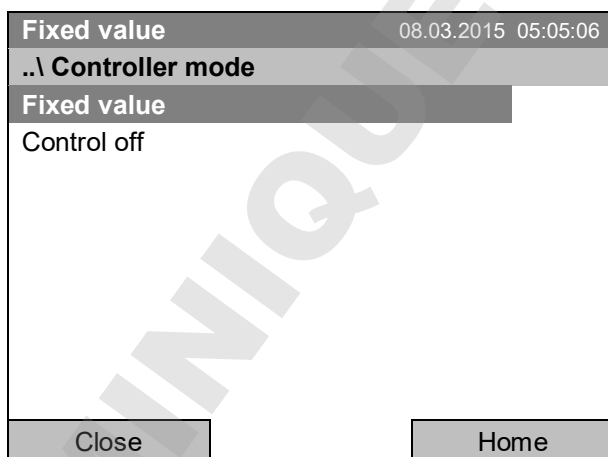 Fixed value 08.03.2015 05:05:06
..\ Controller mode
Fixed value
Control off
Close Home